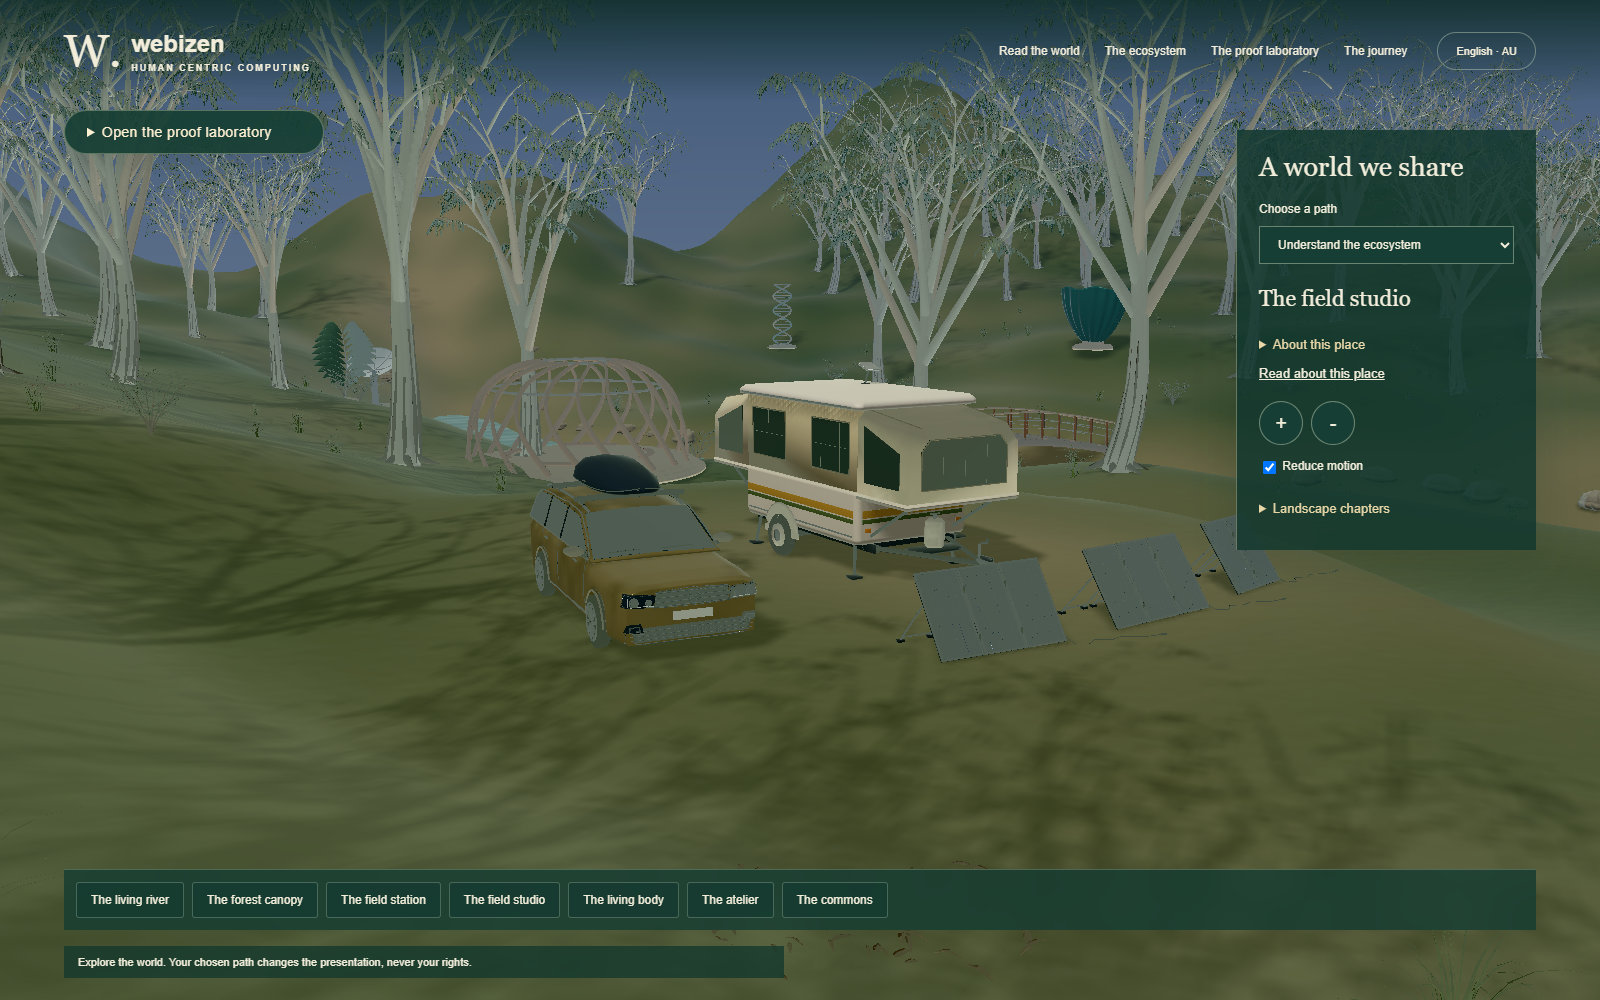 W.
webizen
HUMAN CENTRIC COMPUTING
Read the world
The ecosystem
The proof laboratory
The journey
English · AU
Open the proof laboratory
A world we share
Choose a path
Understand the ecosystem
The field studio
About this place
Read about this place
+
-
Reduce motion
Landscape chapters
The living river
The forest canopy
The field station
The field studio
The living body
The atelier
The commons
Explore the world. Your chosen path changes the presentation, never your rights.